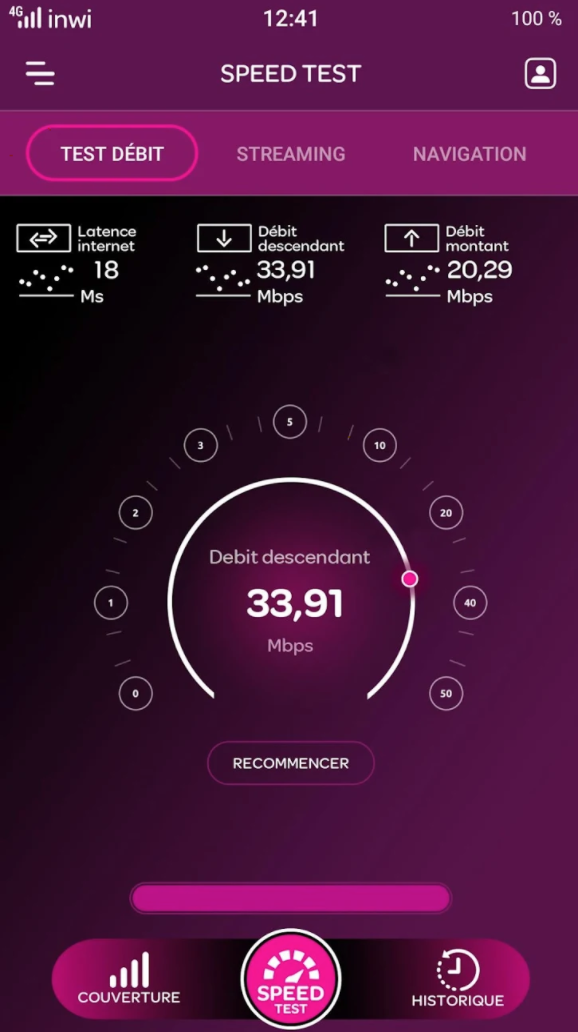 4G inwi 12:41 100 %
SPEED TEST
TEST DÉBIT STREAMING NAVIGATION
Latence
internet
18
Ms
Débit
descendant
33,91
Mbps
Débit
montant
20,29
Mbps
5
3 10
2 20
1 40
0 50
Debit descendant
33,91
Mbps
RECOMMENCER
COUVERTURE
SPEED
TEST
HISTORIQUE